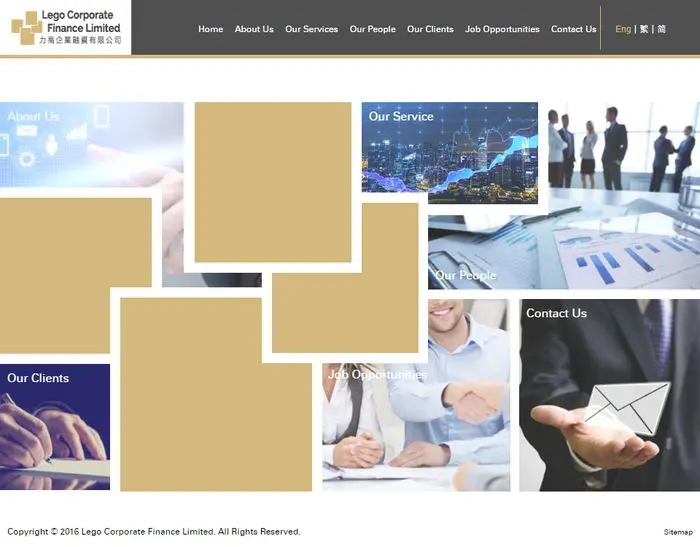 Lego Corporate
Finance Limited
力高企業融資有限公司
Home About Us Our Services Our People Our Clients Job Opportunities Contact Us Eng | 繁 | 简
About Us
Our Service
Our People
Contact Us
Our Clients
Job Opportunities
Copyright © 2016 Lego Corporate Finance Limited. All Rights Reserved.
Sitemap